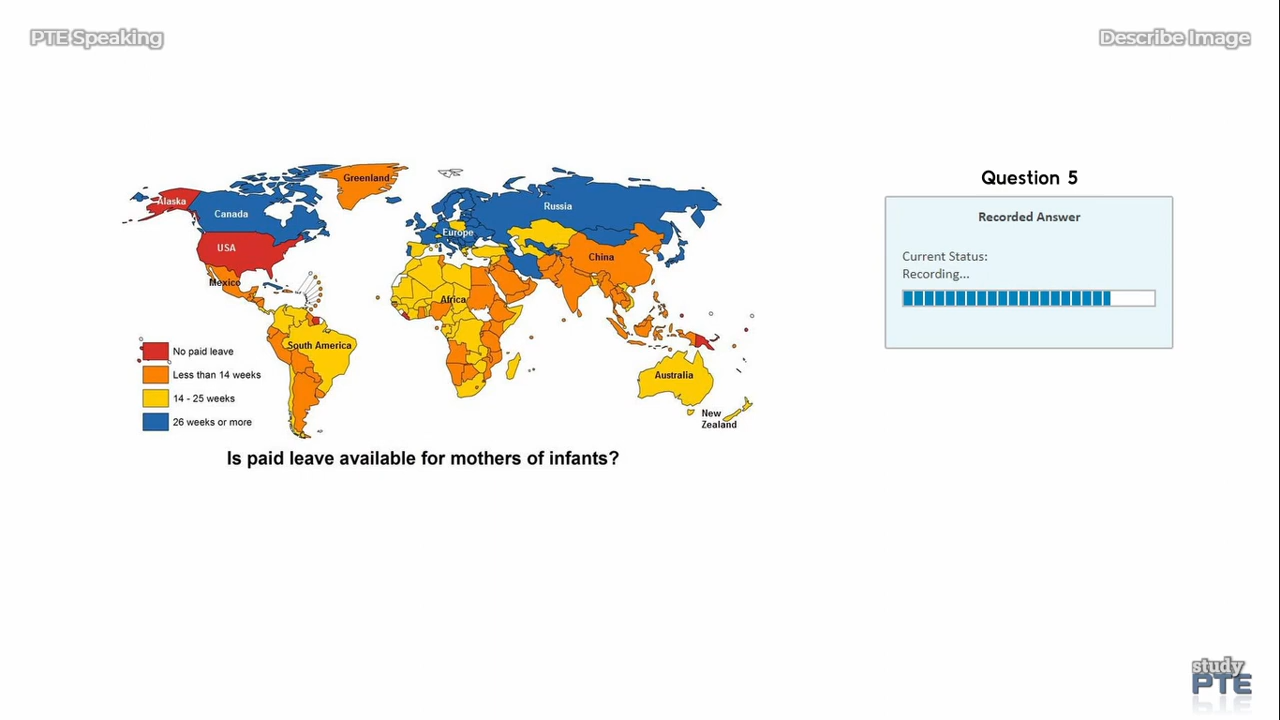 PTE Speaking
Describe Image
Greenland
Alaska
Canada
Russia
Europe
USA
China
Mexico
Africa
South America
Australia
New
Zealand
No paid leave
Less than 14 weeks
14 - 25 weeks
26 weeks or more
Is paid leave available for mothers of infants?
Question 5
Recorded Answer
Current Status:
Recording...
study
PTE